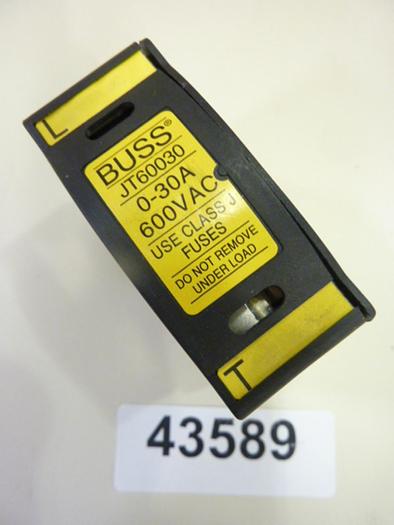 L
BUSS®
JT60030
0-30A
600VAC
USE CLASS J
FUSES
DO NOT REMOVE
UNDER LOAD
T
43589